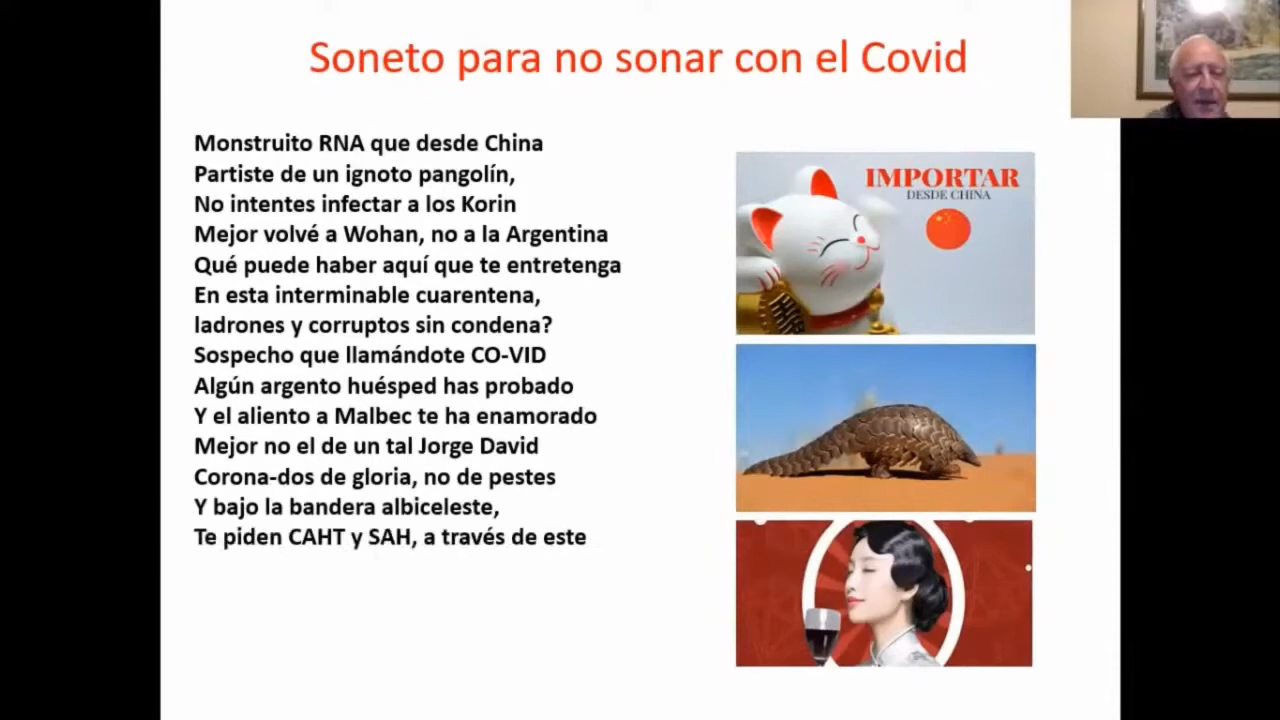 Soneto para no sonar con el Covid
Monstruito RNA que desde China
Partiste de un ignoto pangolín,
No intentes infectar a los Korin
Mejor volvé a Wohan, no a la Argentina
Qué puede haber aquí que te entretenga
En esta interminable cuarentena,
ladrones y corruptos sin condena?
Sospecho que llamándote CO-VID
Algún argento huésped has probado
Y el aliento a Malbec te ha enamorado
Mejor no el de un tal Jorge David
Corona-dos de gloria, no de pestes
Y bajo la bandera albiceleste,
Te piden CAHT y SAH, a través de este
IMPORTAR
DESDE CHINA